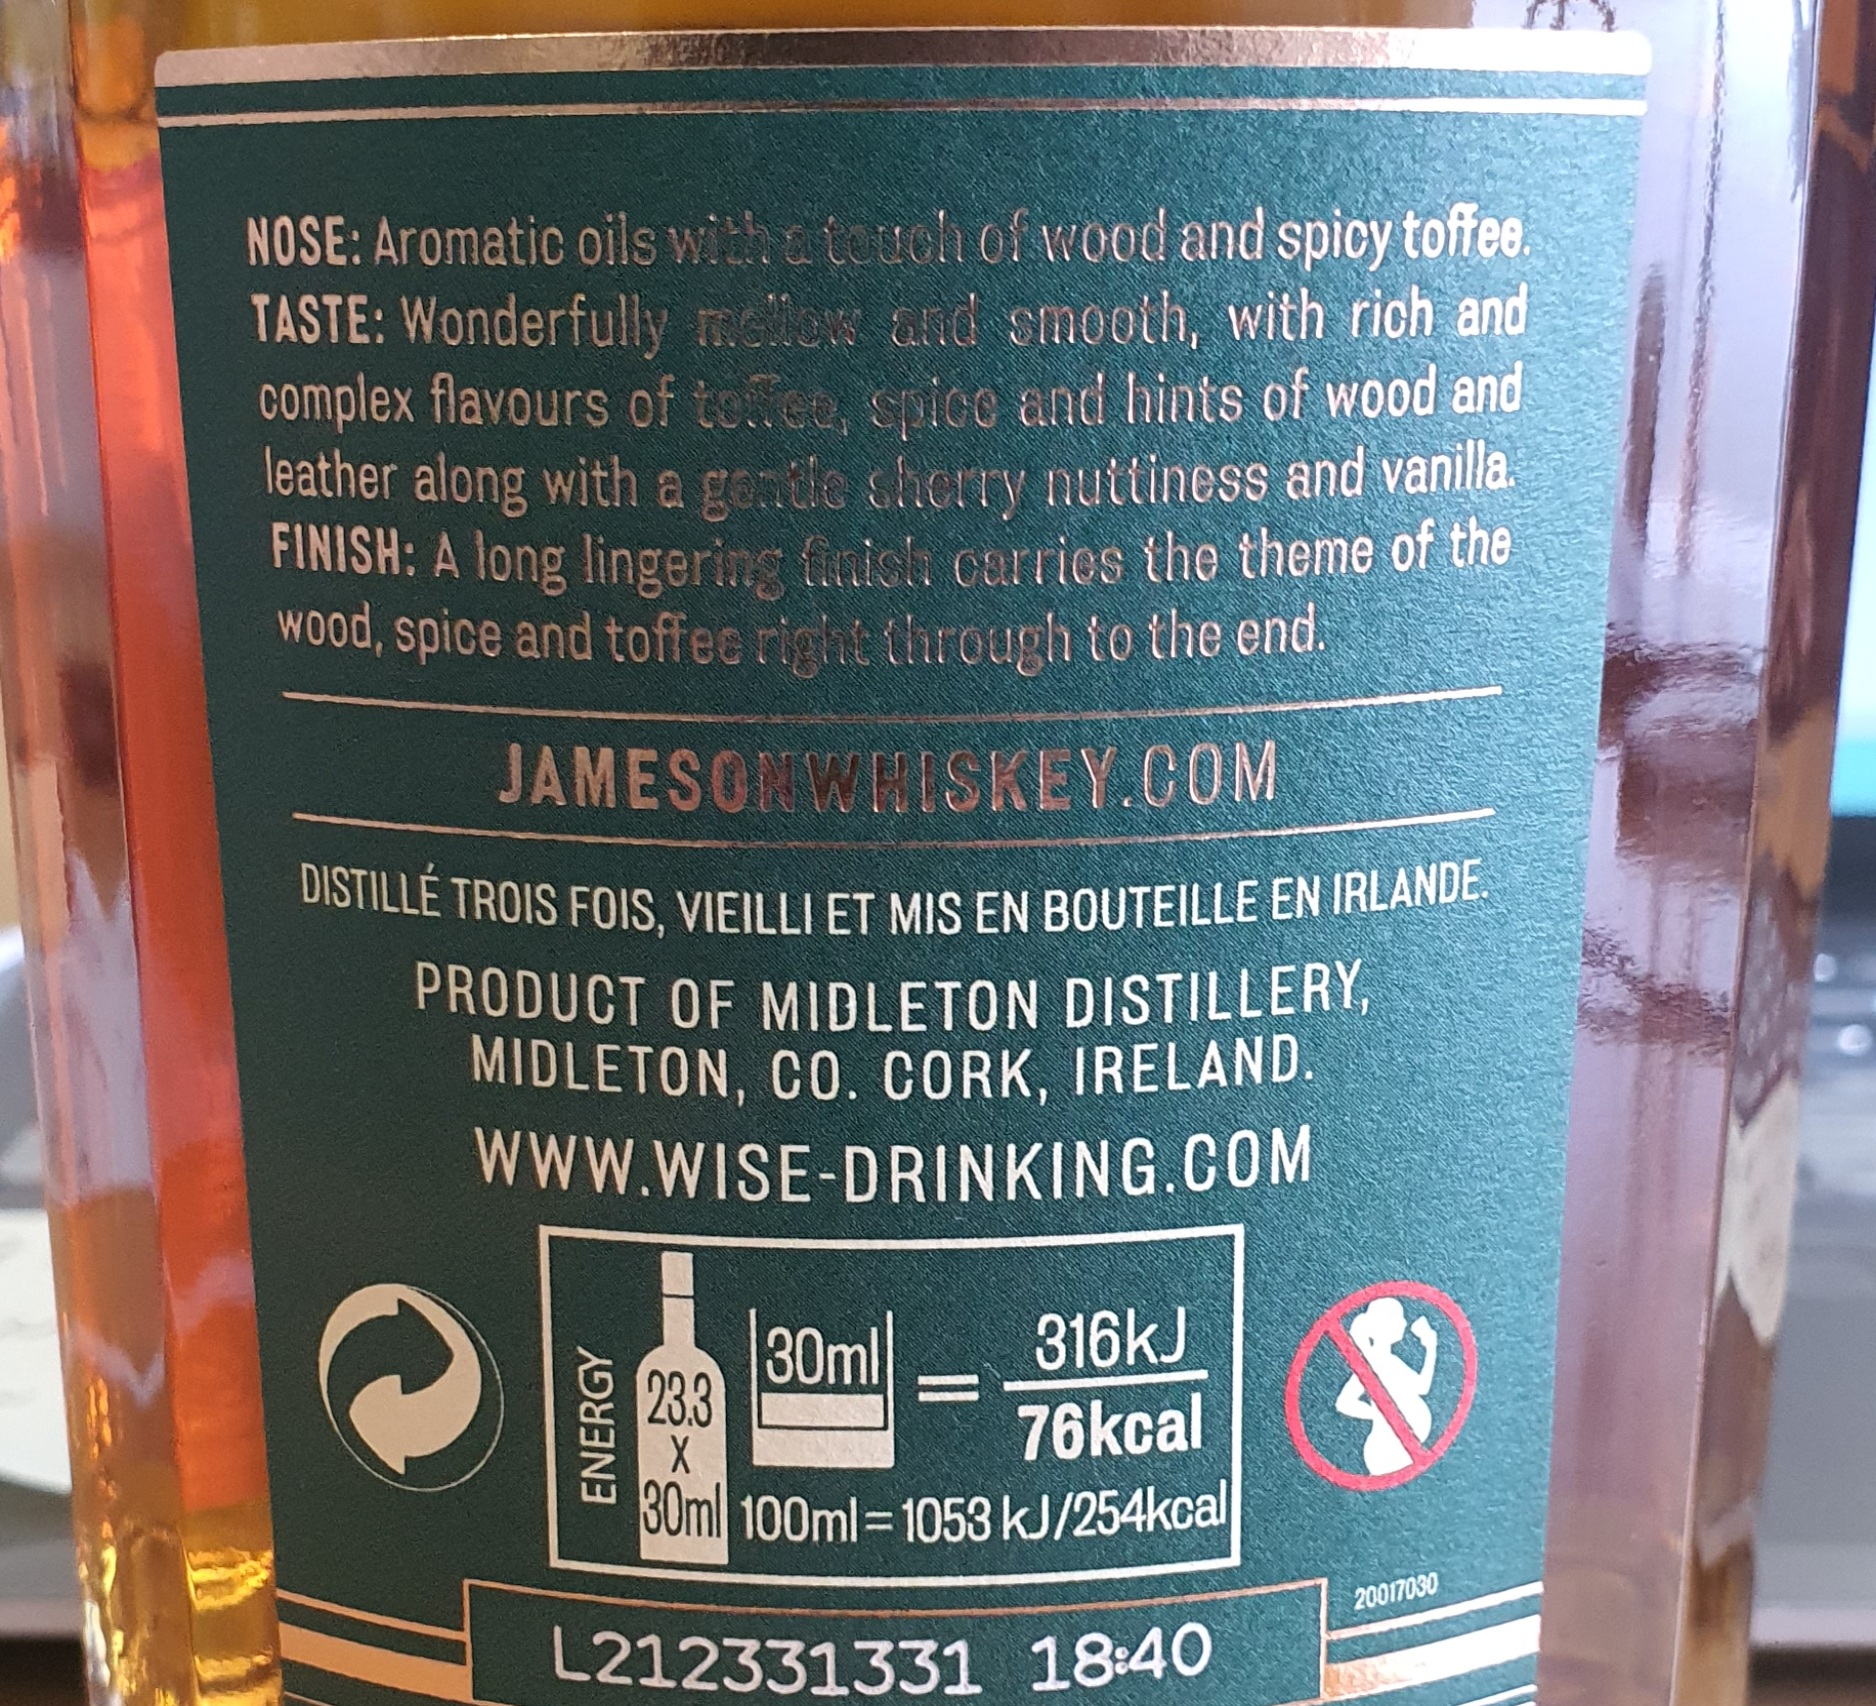 NOSE: Aromatic oils with a touch of wood and spicy toffee.
TASTE: Wonderfully mellow and smooth, with rich and
complex flavours of toffee, spice and hints of wood and
leather along with a gentle sherry nuttiness and vanilla.
FINISH: A long lingering finish carries the theme of the
wood, spice and toffee right through to the end.
JAMESONWHISKEY.COM
DISTILLÉ TROIS FOIS, VIEILLI ET MIS EN BOUTEILLE EN IRLANDE.
PRODUCT OF MIDLETON DISTILLERY,
MIDLETON, CO. CORK, IRELAND.
WWW.WISE-DRINKING.COM
ENERGY
23.3
X
30ml
30ml
=
316kJ
76kcal
100ml=1053 kJ/254kcal
20017030
L212331331 18:40